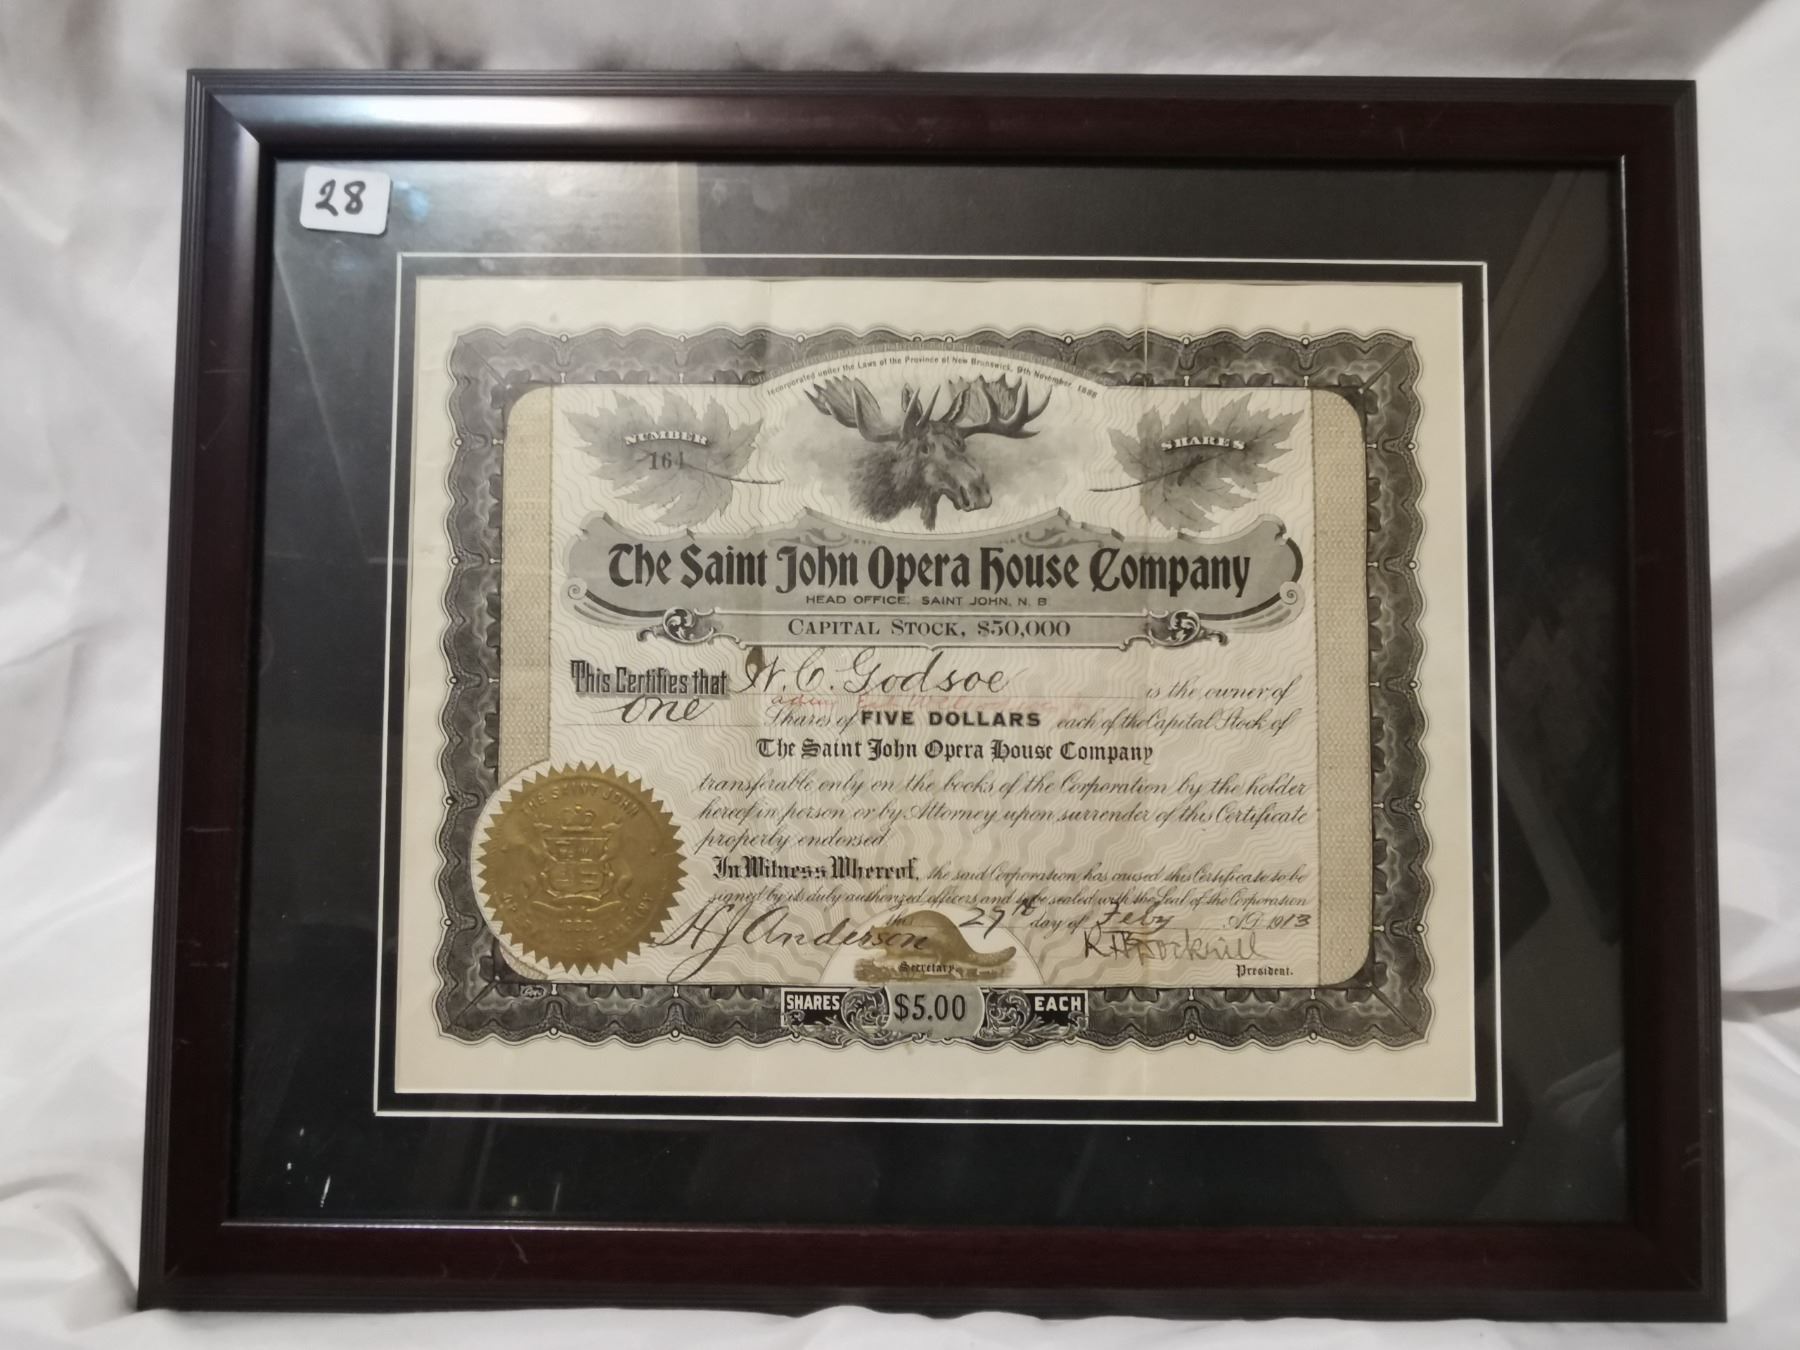 28
Incorporated under the Laws of the Province of New Brunswick, 9th November, 1888
NUMBER
164
SHARES
The Saint John Opera House Company
HEAD OFFICE, SAINT JOHN, N. B.
CAPITAL STOCK, $50,000
This Certifies that W. C. Godsoe is the owner of
one Shares of FIVE DOLLARS each of the Capital Stock of
The Saint John Opera House Company
transferable only on the books of the Corporation by the holder
hereof in person or by Attorney upon surrender of this Certificate
properly endorsed
In Witness Whereof, the said Corporation has caused this Certificate to be
signed by its duly authorized officers and to be sealed with the Seal of the Corporation
this 27th day of Feby A.D. 1913
THE SAINT JOHN
H J Anderson
Secretary
President.
SHARES $5.00 EACH